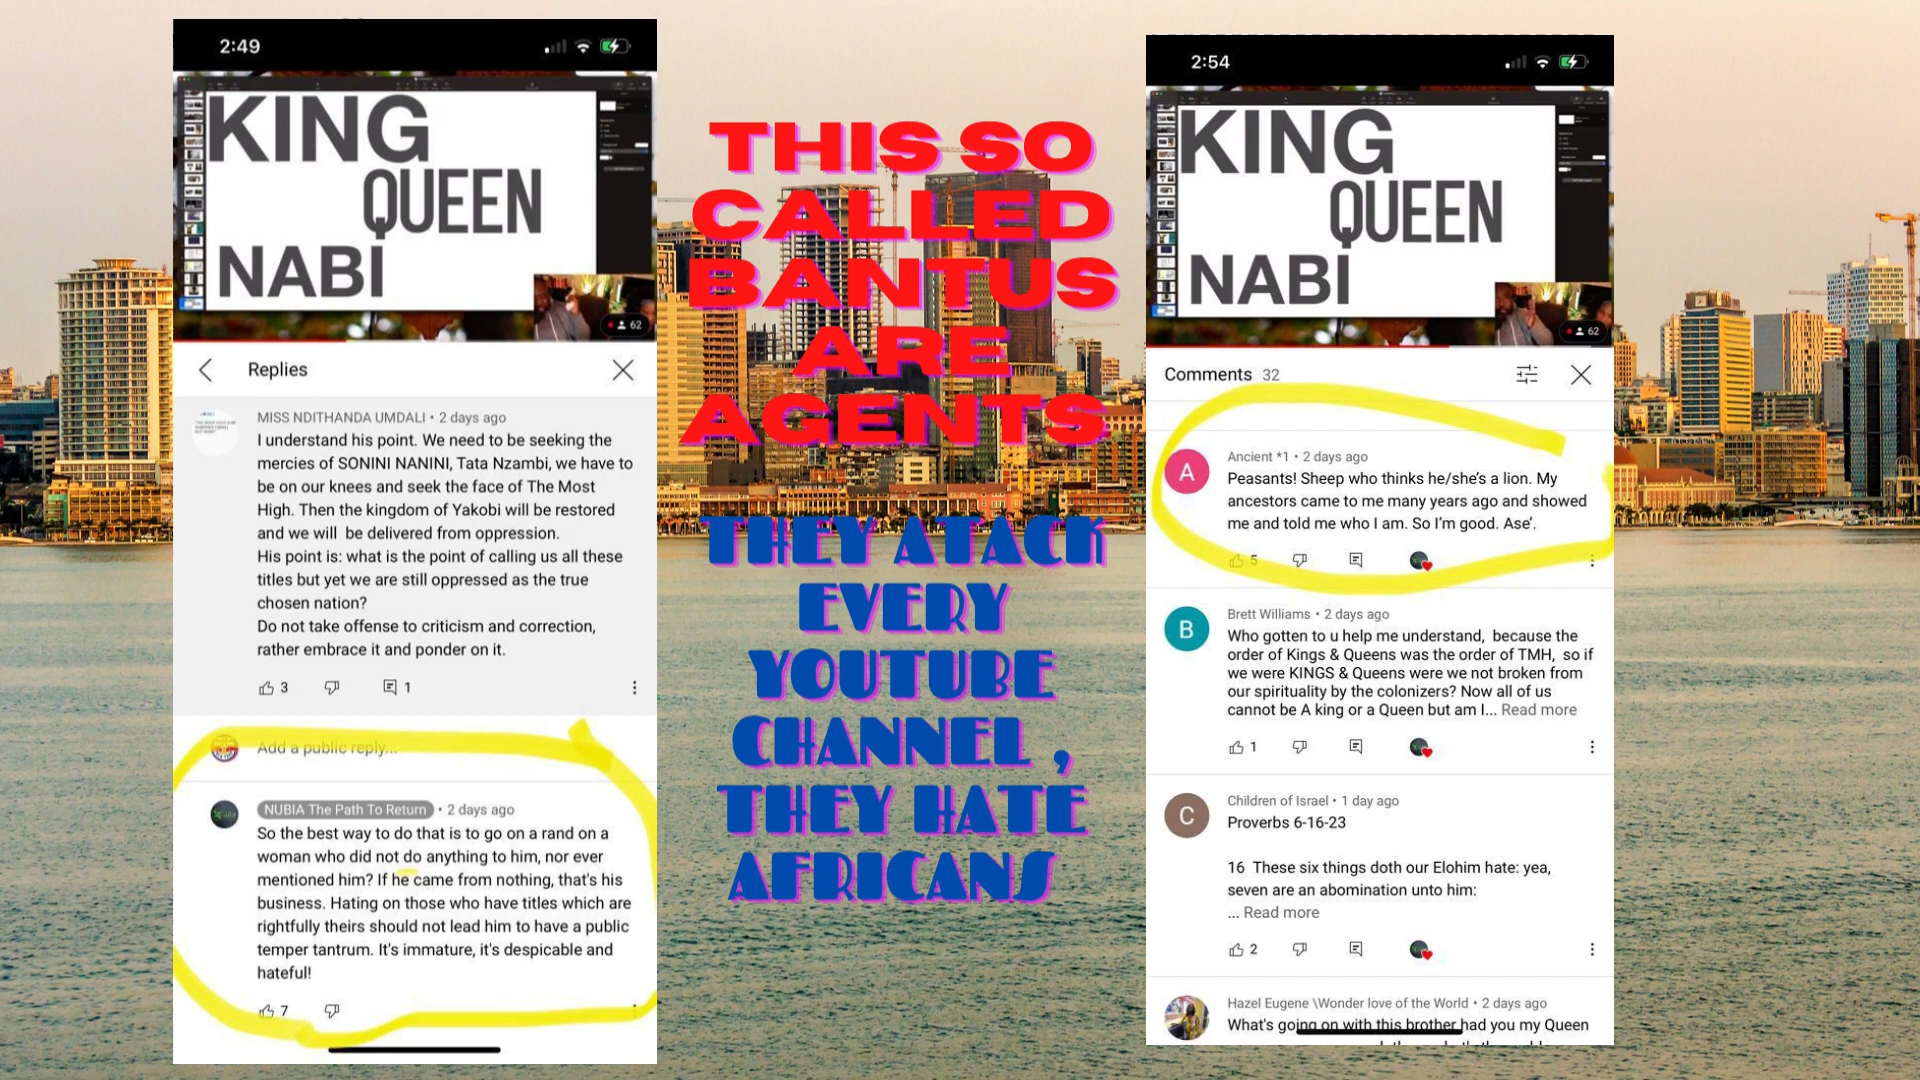 2:49
KING
QUEEN
NABI
62
Replies
MISS NDITHANDA UMDALI • 2 days ago
I understand his point. We need to be seeking the
mercies of SONINI NANINI, Tata Nzambi, we have to
be on our knees and seek the face of The Most
High. Then the kingdom of Yakobi will be restored
and we will be delivered from oppression.
His point is: what is the point of calling us all these
titles but yet we are still oppressed as the true
chosen nation?
Do not take offense to criticism and correction,
rather embrace it and ponder on it.
3
1
Add a public reply...
NUBIA The Path To Return • 2 days ago
So the best way to do that is to go on a rand on a
woman who did not do anything to him, nor ever
mentioned him? If he came from nothing, that's his
business. Hating on those who have titles which are
rightfully theirs should not lead him to have a public
temper tantrum. It's immature, it's despicable and
hateful!
7
THIS SO
CALLED
BANTUS
ARE
AGENTS
THEY ATACK
EVERY
YOUTUBE
CHANNEL ,
THEY HATE
AFRICANS
2:54
KING
QUEEN
NABI
62
Comments 32
A
Ancient *1 • 2 days ago
Peasants! Sheep who thinks he/she's a lion. My
ancestors came to me many years ago and showed
me and told me who I am. So I'm good. Ase'.
5
B
Brett Williams • 2 days ago
Who gotten to u help me understand, because the
order of Kings & Queens was the order of TMH, so if
we were KINGS & Queens were we not broken from
our spirituality by the colonizers? Now all of us
cannot be A king or a Queen but am I... Read more
1
C
Children of Israel • 1 day ago
Proverbs 6-16-23
16 These six things doth our Elohim hate: yea,
seven are an abomination unto him:
... Read more
2
Hazel Eugene \Wonder love of the World • 2 days ago
What's going on with this brother had you my Queen